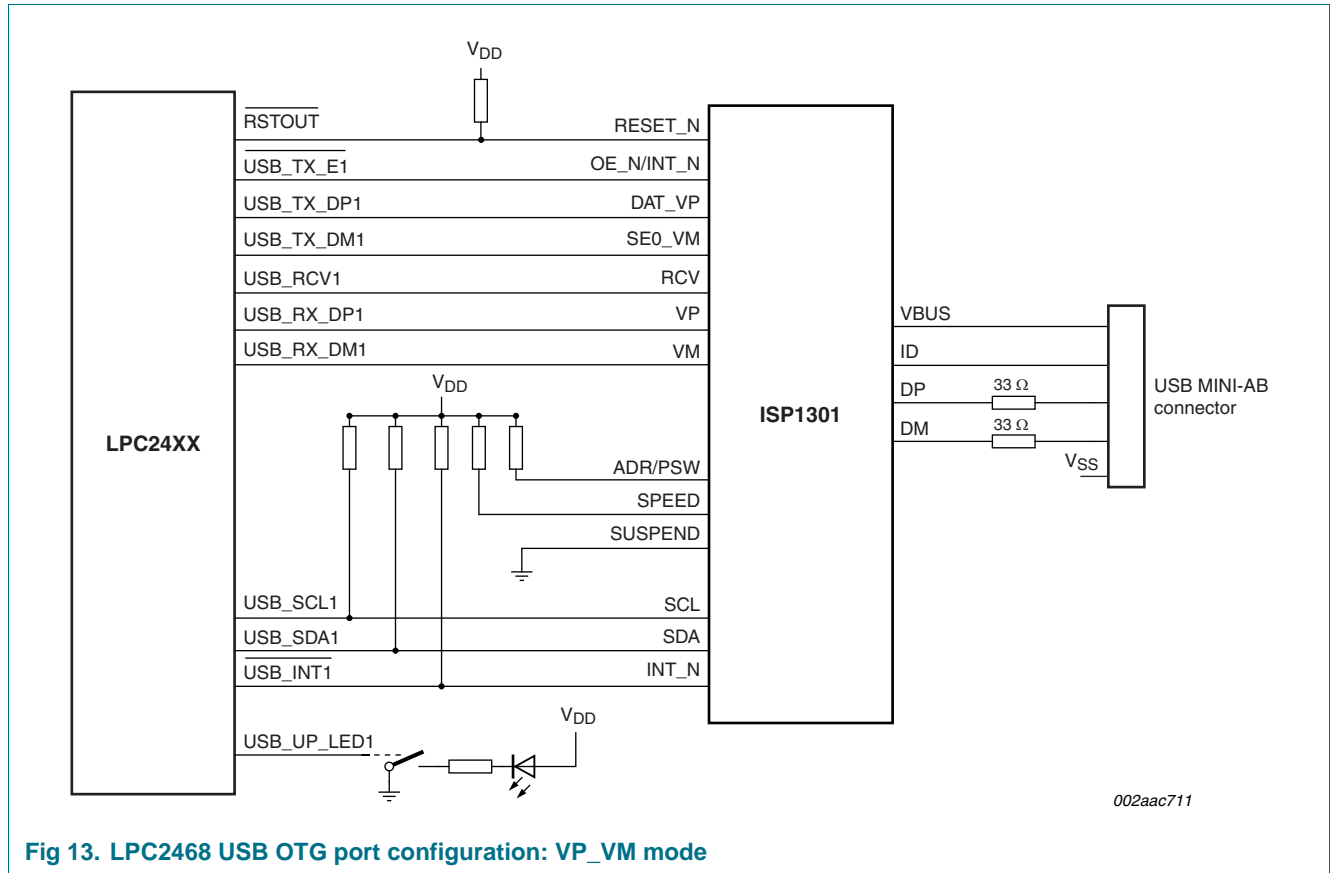 VDD
RSTOUT
RESET_N
USB_TX_E1
OE_N/INT_N
USB_TX_DP1
DAT_VP
USB_TX_DM1
SE0_VM
USB_RCV1
RCV
USB_RX_DP1
VP
USB_RX_DM1
VM
VBUS
ID
DP
33 Ω
DM
33 Ω
VSS
USB MINI-AB
connector
VDD
LPC24XX
ISP1301
ADR/PSW
SPEED
SUSPEND
USB_SCL1
SCL
USB_SDA1
SDA
USB_INT1
INT_N
USB_UP_LED1
VDD
002aac711
Fig 13. LPC2468 USB OTG port configuration: VP_VM mode